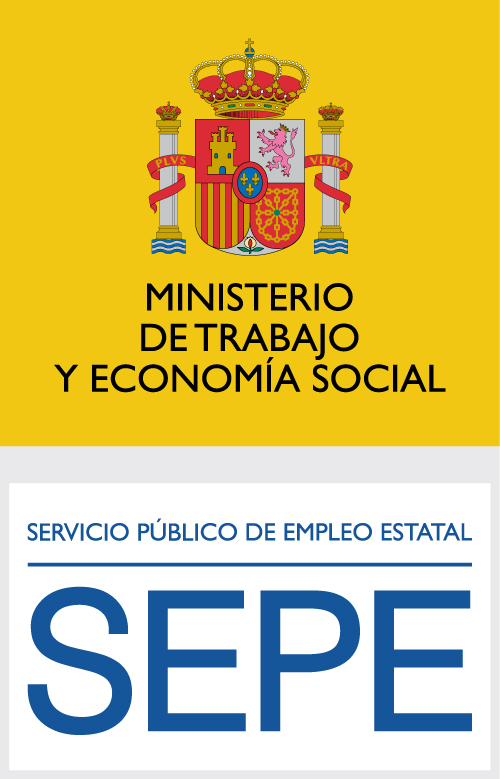 PLVS VLTRA
MINISTERIO
DE TRABAJO
Y ECONOMÍA SOCIAL
SERVICIO PÚBLICO DE EMPLEO ESTATAL
SEPE